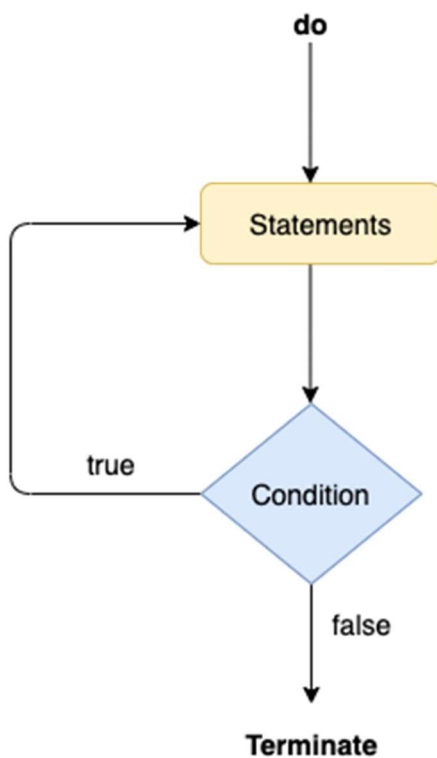 do
Statements
true
Condition
false
Terminate